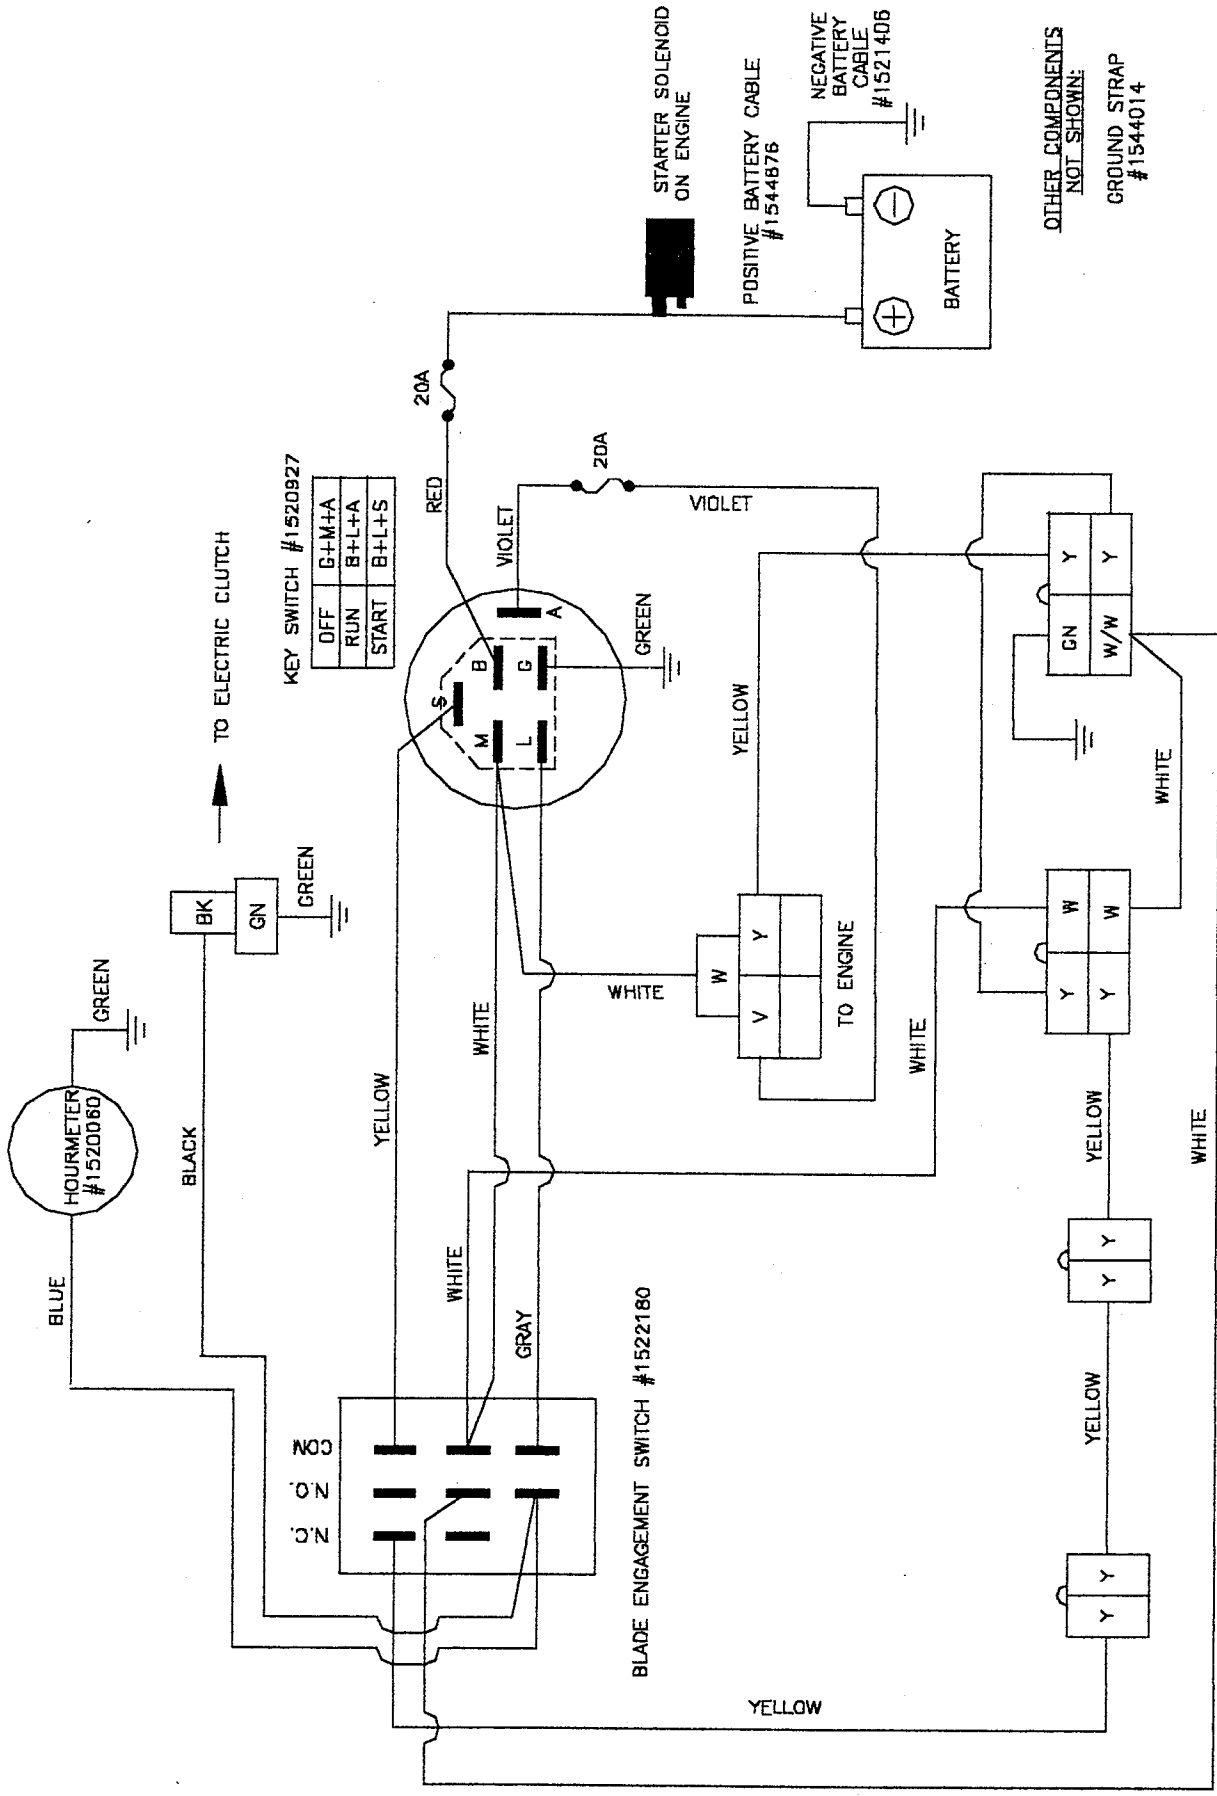 HOURMETER
#1520060
BLUE
GREEN
BLACK
BK
GN
GREEN
TO ELECTRIC CLUTCH
KEY SWITCH #1520927
OFF G+M+A
RUN B+L+A
START B+L+S
RED
20A
STARTER SOLENOID
ON ENGINE
POSITIVE BATTERY CABLE
#1544876
NEGATIVE
BATTERY
CABLE
#1521406
BATTERY
+
−
OTHER COMPONENTS
NOT SHOWN:
GROUND STRAP
#1544014
COM
N.O.
N.C.
BLADE ENGAGEMENT SWITCH #1522180
YELLOW
WHITE
WHITE
GRAY
S
M
B
L
G
A
VIOLET
20A
VIOLET
GREEN
WHITE
W
V
Y
TO ENGINE
YELLOW
WHITE
GN
Y
W/W
Y
WHITE
Y
W
Y
W
YELLOW
Y
Y
YELLOW
Y
Y
YELLOW
WHITE